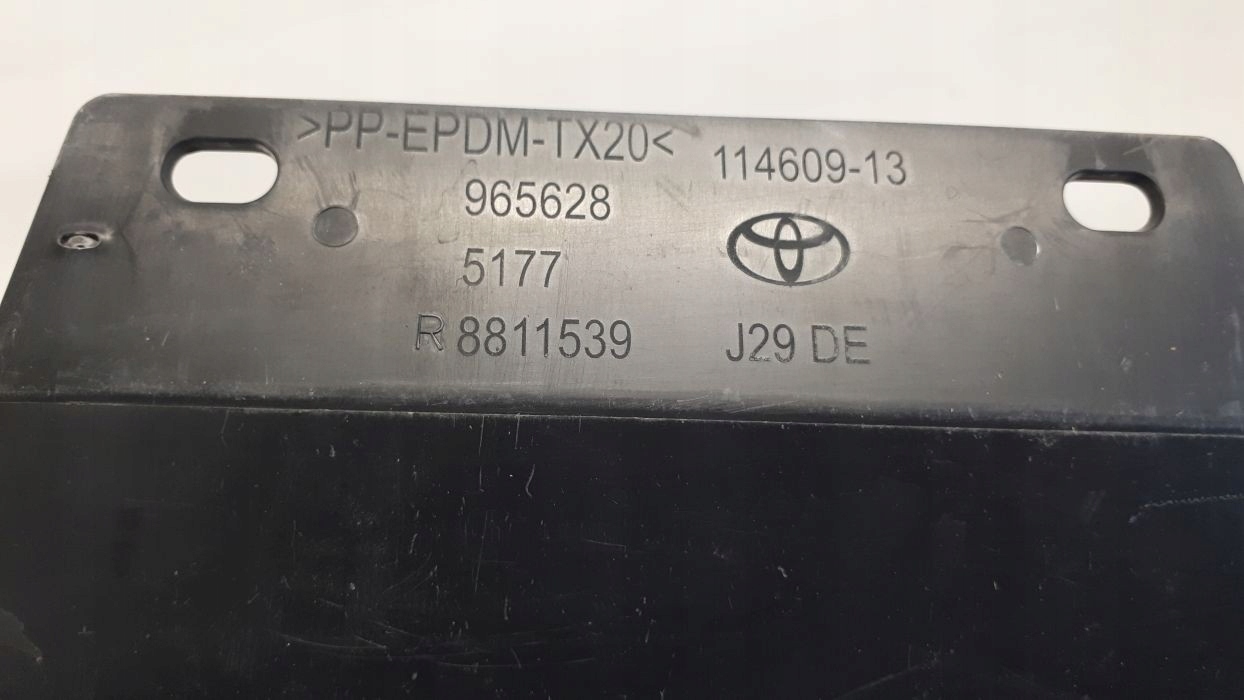 >PP-EPDM-TX20<
114609-13
965628
5177
R 8811539
J29 DE